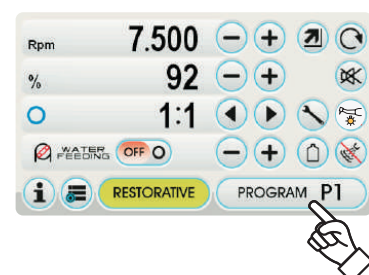 Rpm 7.500
% 92
1:1
WATER FEEDING OFF
RESTORATIVE PROGRAM P1